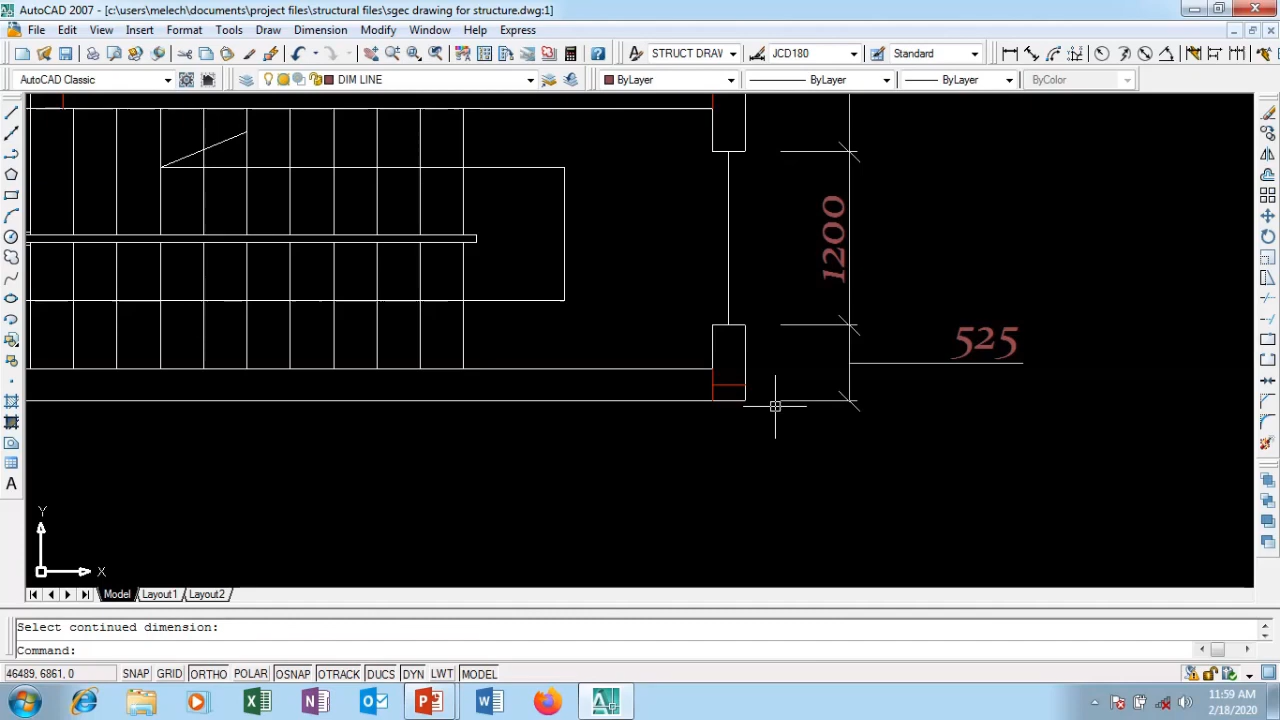 AutoCAD 2007 - [c:\users\melech\documents\project files\structural files\sgec drawing for structure.dwg:1]
File Edit View Insert Format Tools Draw Dimension Modify Window Help Express
STRUCT DRAW JCD180 Standard
AutoCAD Classic DIM LINE ByLayer ByLayer ByLayer ByColor
1200
525
Y
X
Model Layout1 Layout2
Select continued dimension:
Command:
46489, 6861, 0 SNAP GRID ORTHO POLAR OSNAP OTRACK DUCS DYN LWT MODEL
11:59 AM
2/18/2020